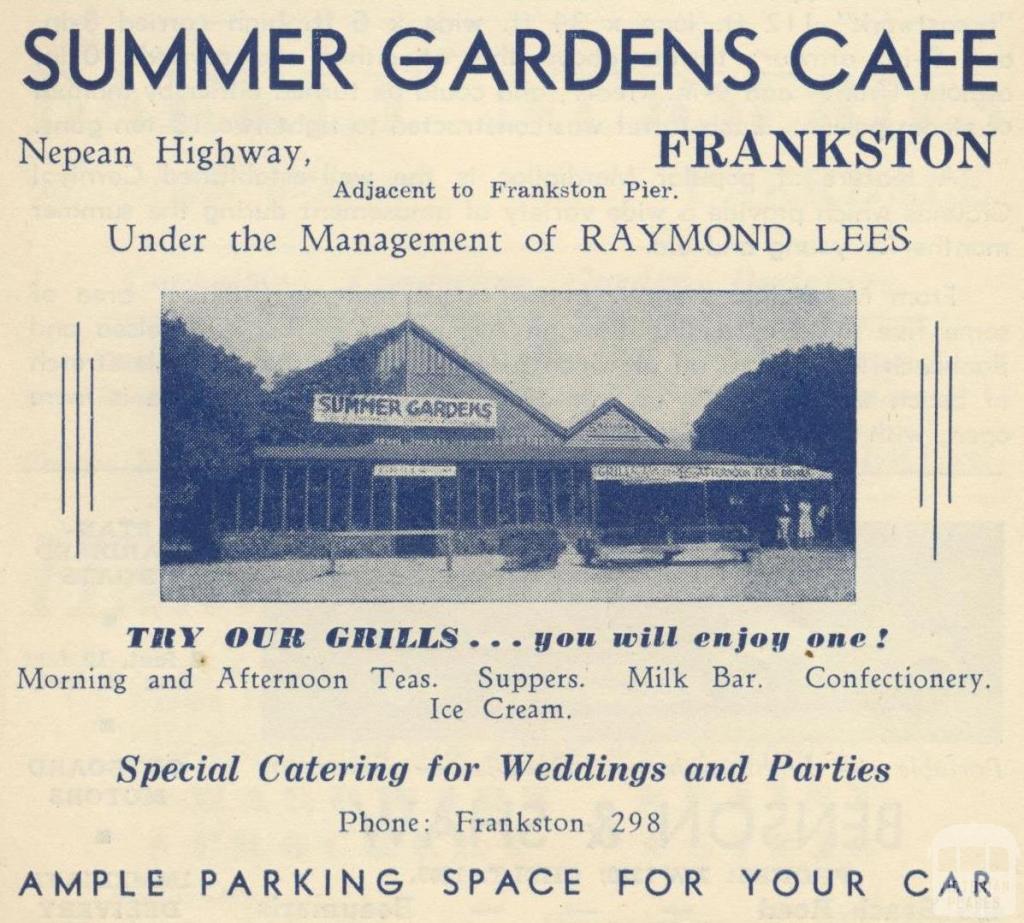 SUMMER GARDENS CAFE
Nepean Highway,
FRANKSTON
Adjacent to Frankston Pier.
Under the Management of RAYMOND LEES
SUMMER GARDENS
TRY OUR GRILLS . . . you will enjoy one!
Morning and Afternoon Teas. Suppers. Milk Bar. Confectionery.
Ice Cream.
Special Catering for Weddings and Parties
Phone: Frankston 298
AMPLE PARKING SPACE FOR YOUR CAR